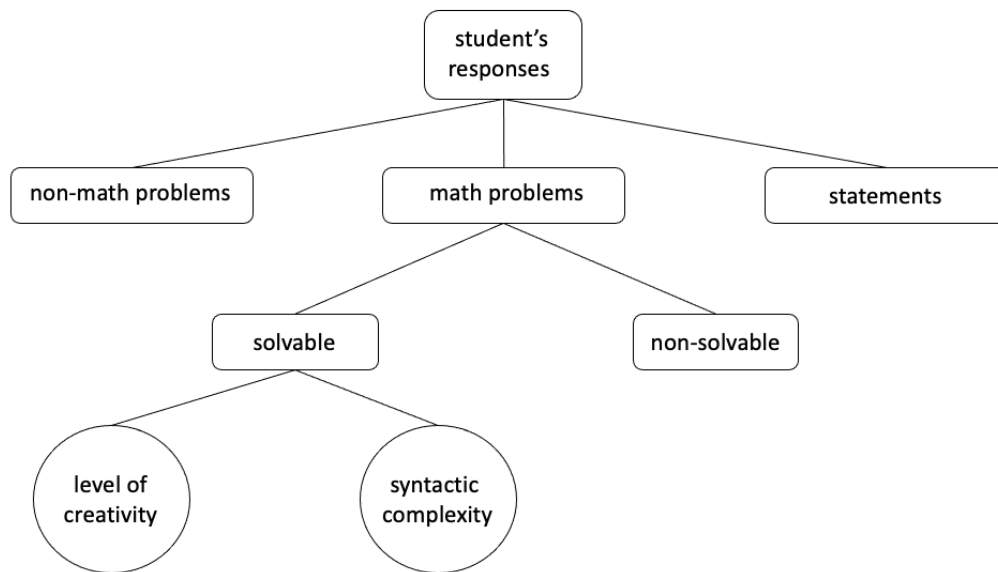 student’s
responses
non-math problems
math problems
statements
solvable
non-solvable
level of
creativity
syntactic
complexity